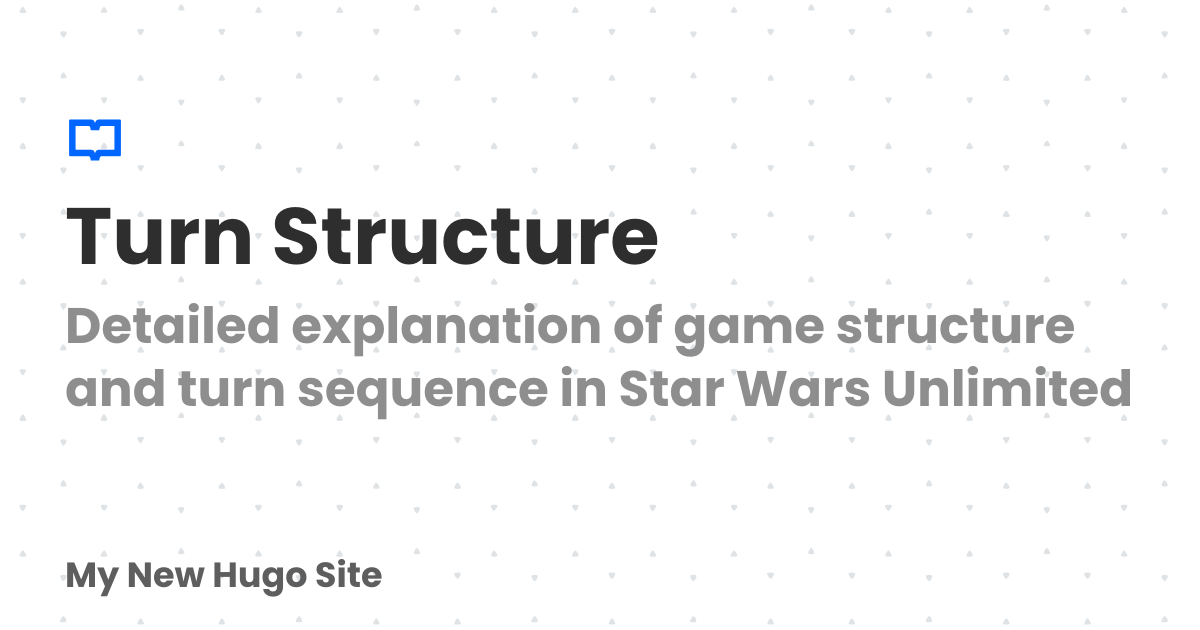 Turn Structure
Detailed explanation of game structure
and turn sequence in Star Wars Unlimited
My New Hugo Site